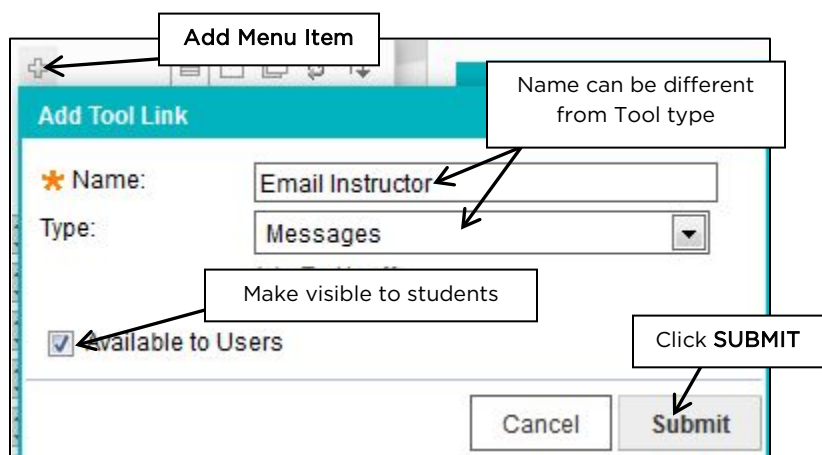 Add Menu Item
Name can be different
from Tool type
Add Tool Link
* Name:
Email Instructor
Type:
Messages
Make visible to students
Available to Users
Click SUBMIT
Cancel
Submit